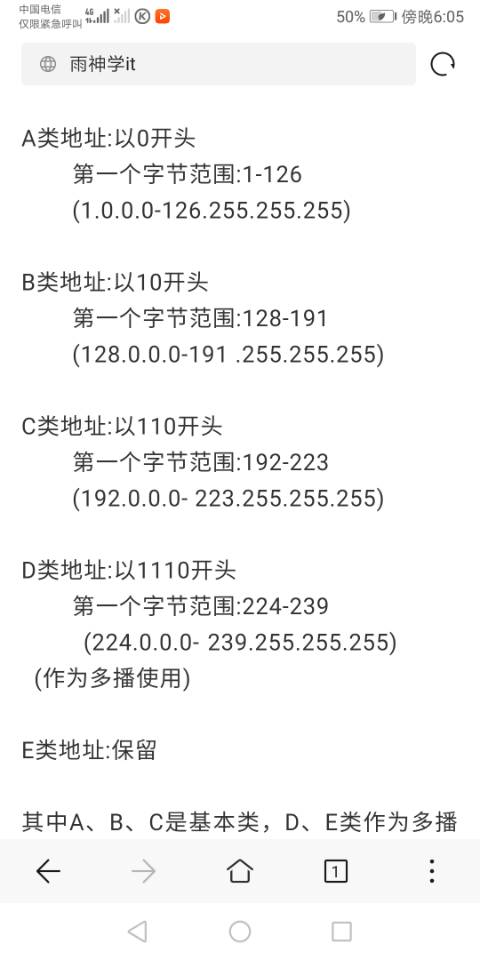 中国电信
仅限紧急呼叫
4G
50%
傍晚6:05
雨神学it
A类地址:以0开头
第一个字节范围:1-126
(1.0.0.0-126.255.255.255)
B类地址:以10开头
第一个字节范围:128-191
(128.0.0.0-191 .255.255.255)
C类地址:以110开头
第一个字节范围:192-223
(192.0.0.0- 223.255.255.255)
D类地址:以1110开头
第一个字节范围:224-239
(224.0.0.0- 239.255.255.255)
(作为多播使用)
E类地址:保留
其中A、B、C是基本类，D、E类作为多播
1